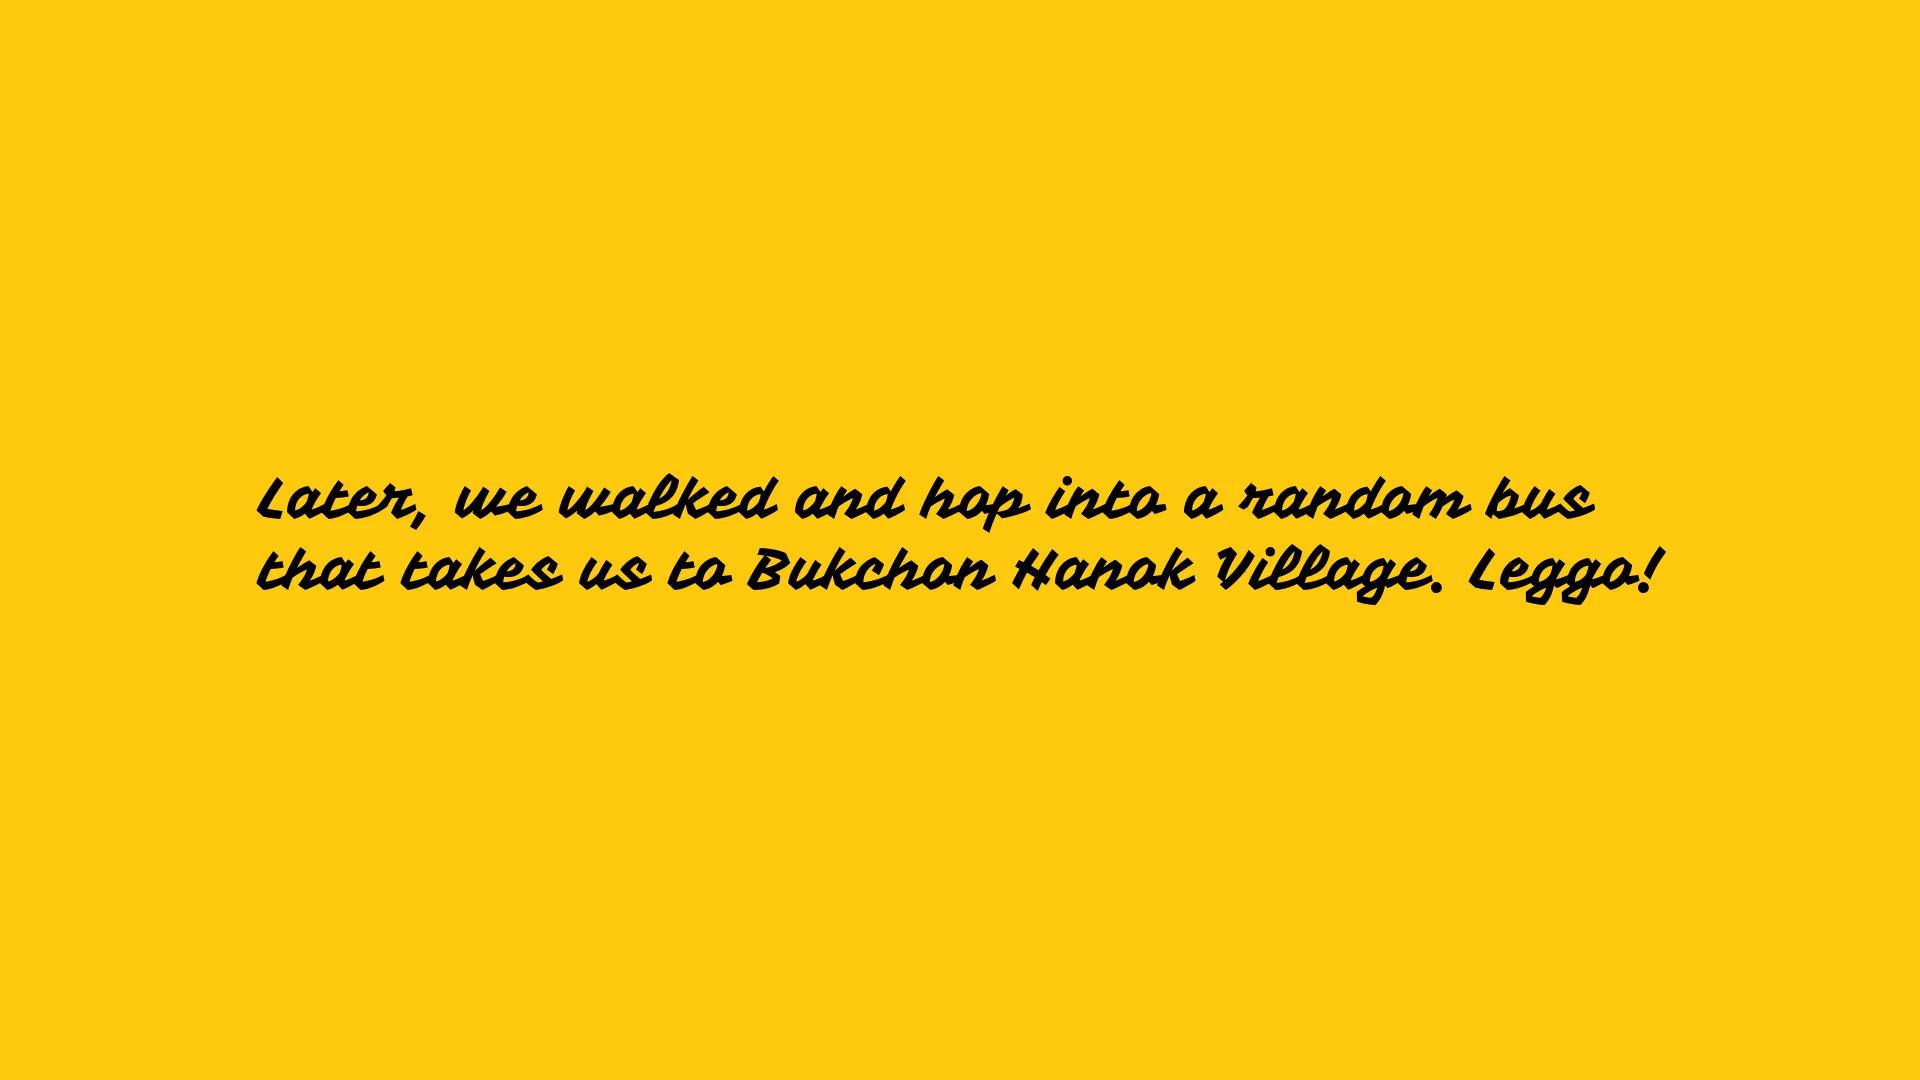 Later, we walked and hop into a random bus
that takes us to Bukchon Hanok Village. Leggo!